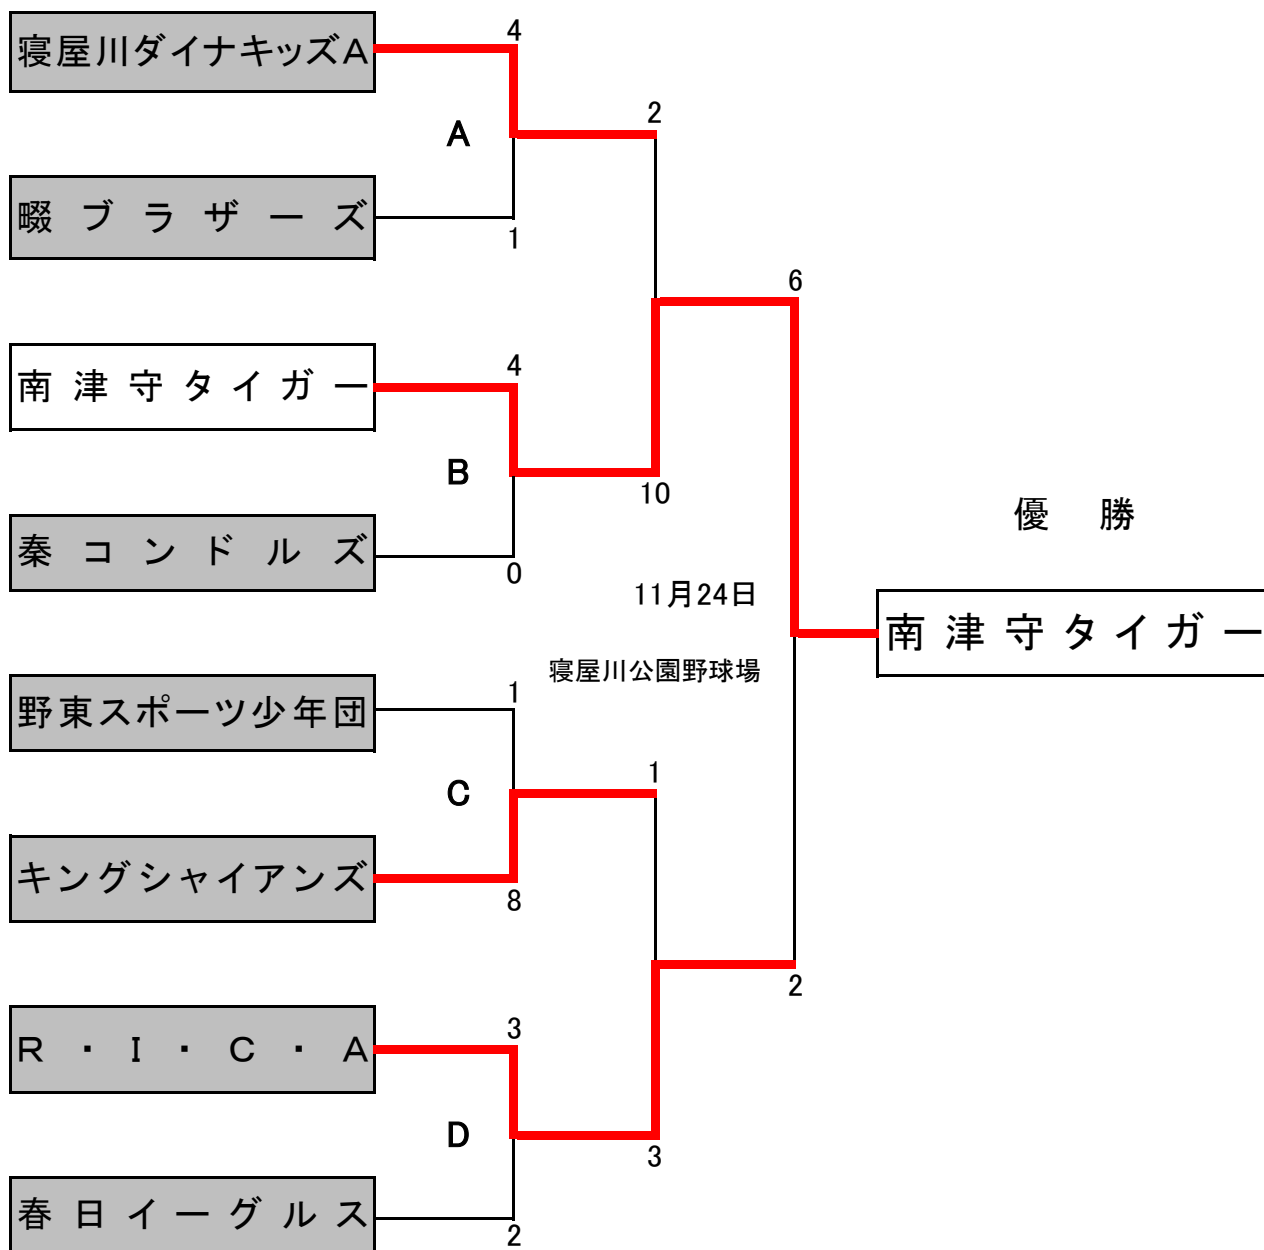 寝屋川ダイナキッズA
4
A
2
畷ブラザーズ
1
6
南津守タイガー
4
B
10
秦コンドルズ
0
優勝
11月24日
南津守タイガー
寝屋川公園野球場
野東スポーツ少年団
1
C
1
キングシャイアンズ
8
2
R・I・C・A
3
D
3
春日イーグルス
2